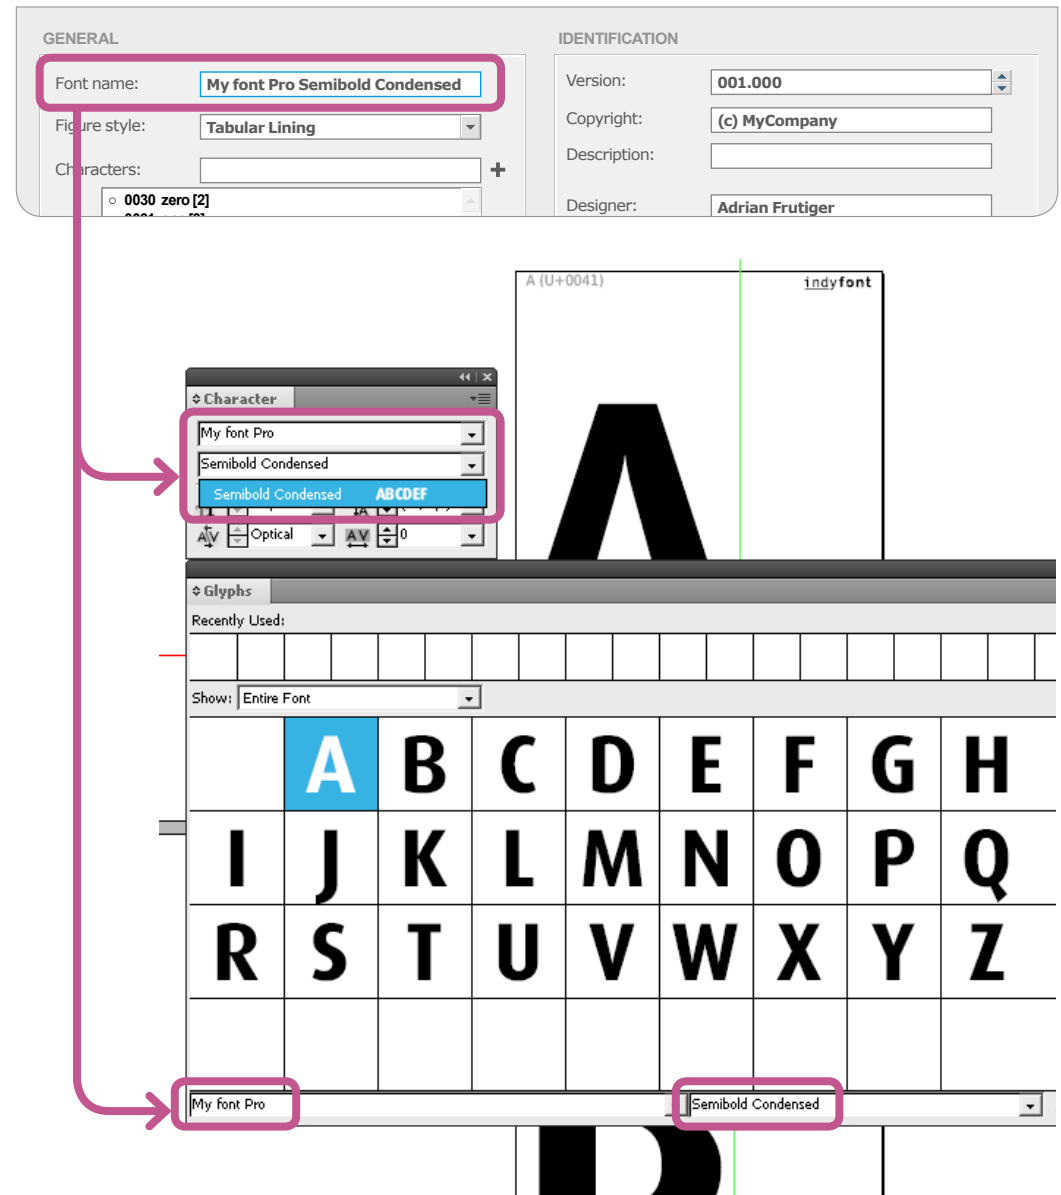 GENERAL
IDENTIFICATION
Font name:
My font Pro Semibold Condensed
Version:
001.000
Figure style:
Tabular Lining
Copyright:
(c) MyCompany
Characters:
Description:
0030 zero [2]
Designer:
Adrian Frutiger
A (U+0041)
indyfont
Character
My font Pro
Semibold Condensed
Semibold Condensed ABCDEF
Optical
0
Glyphs
Recently Used:
Show: Entire Font
A B C D E F G H
I J K L M N O P Q
R S T U V W X Y Z
My font Pro
Semibold Condensed